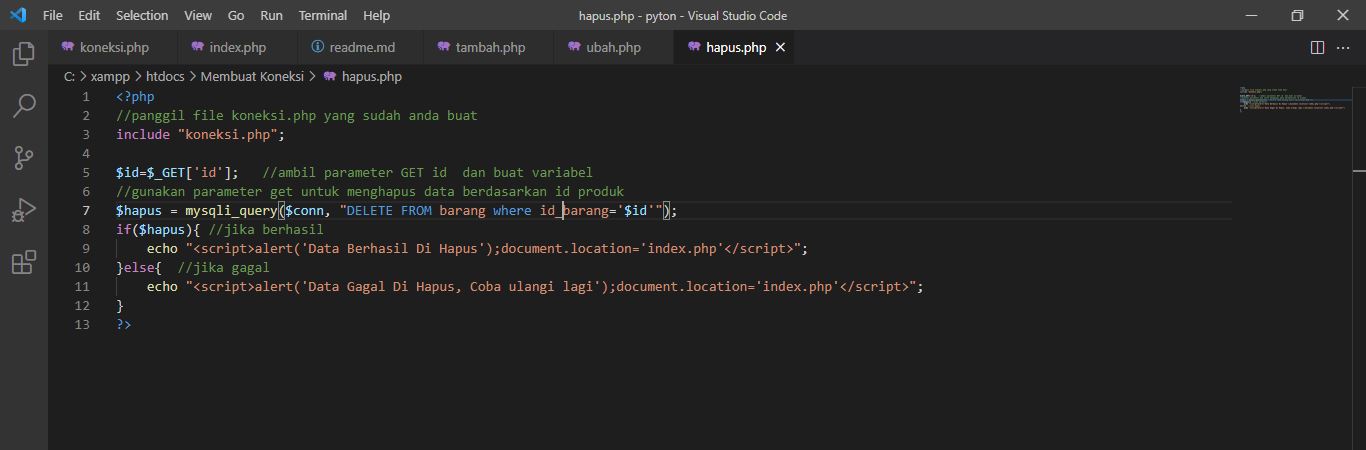 File Edit Selection View Go Run Terminal Help hapus.php - pyton - Visual Studio Code
koneksi.php index.php readme.md tambah.php ubah.php hapus.php
C: > xampp > htdocs > Membuat Koneksi > hapus.php
1 <?php
2 //panggil file koneksi.php yang sudah anda buat
3 include "koneksi.php";
4
5 $id=$_GET['id'];   //ambil parameter GET id  dan buat variabel
6 //gunakan parameter get untuk menghapus data berdasarkan id produk
7 $hapus = mysqli_query($conn, "DELETE FROM barang where id_barang='$id'");
8 if($hapus){ //jika berhasil
9     echo "<script>alert('Data Berhasil Di Hapus');document.location='index.php'</script>";
10 }else{  //jika gagal
11     echo "<script>alert('Data Gagal Di Hapus, Coba ulangi lagi');document.location='index.php'</script>";
12 }
13 ?>